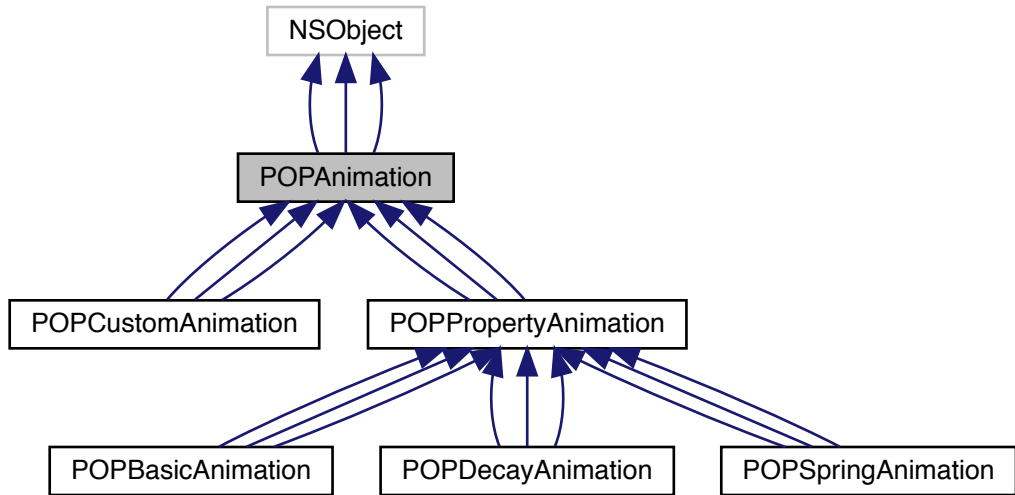 NSObject
POPAnimation
POPCustomAnimation
POPPropertyAnimation
POPBasicAnimation
POPDecayAnimation
POPSpringAnimation